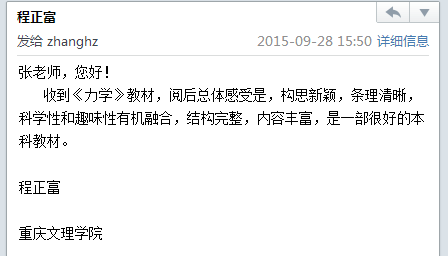 程正富
发给 zhanghz 2015-09-28 15:50 详细信息
张老师，您好！
收到《力学》教材，阅后总体感受是，构思新颖，条理清晰，
科学性和趣味性有机融合，结构完整，内容丰富，是一部很好的本
科教材。
程正富
重庆文理学院